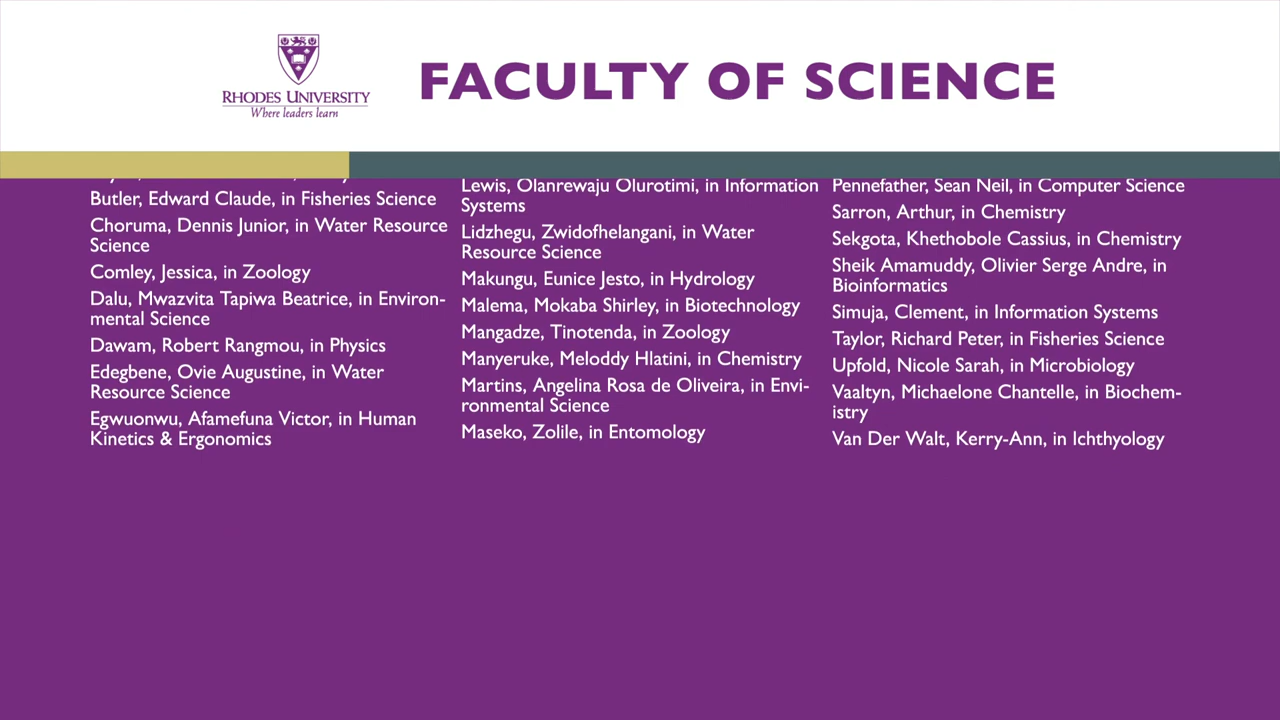 RHODES UNIVERSITY
Where leaders learn
FACULTY OF SCIENCE
Butler, Edward Claude, in Fisheries Science
Choruma, Dennis Junior, in Water Resource
Science
Comley, Jessica, in Zoology
Dalu, Mwazvita Tapiwa Beatrice, in Environ-
mental Science
Dawam, Robert Rangmou, in Physics
Edegbene, Ovie Augustine, in Water
Resource Science
Egwuonwu, Afamefuna Victor, in Human
Kinetics & Ergonomics
Lewis, Olanrewaju Olurotimi, in Information
Systems
Lidzhegu, Zwidofhelangani, in Water
Resource Science
Makungu, Eunice Jesto, in Hydrology
Malema, Mokaba Shirley, in Biotechnology
Mangadze, Tinotenda, in Zoology
Manyeruke, Meloddy Hlatini, in Chemistry
Martins, Angelina Rosa de Oliveira, in Envi-
ronmental Science
Maseko, Zolile, in Entomology
Pennefather, Sean Neil, in Computer Science
Sarron, Arthur, in Chemistry
Sekgota, Khethobole Cassius, in Chemistry
Sheik Amamuddy, Olivier Serge Andre, in
Bioinformatics
Simuja, Clement, in Information Systems
Taylor, Richard Peter, in Fisheries Science
Upfold, Nicole Sarah, in Microbiology
Vaaltyn, Michaelone Chantelle, in Biochem-
istry
Van Der Walt, Kerry-Ann, in Ichthyology